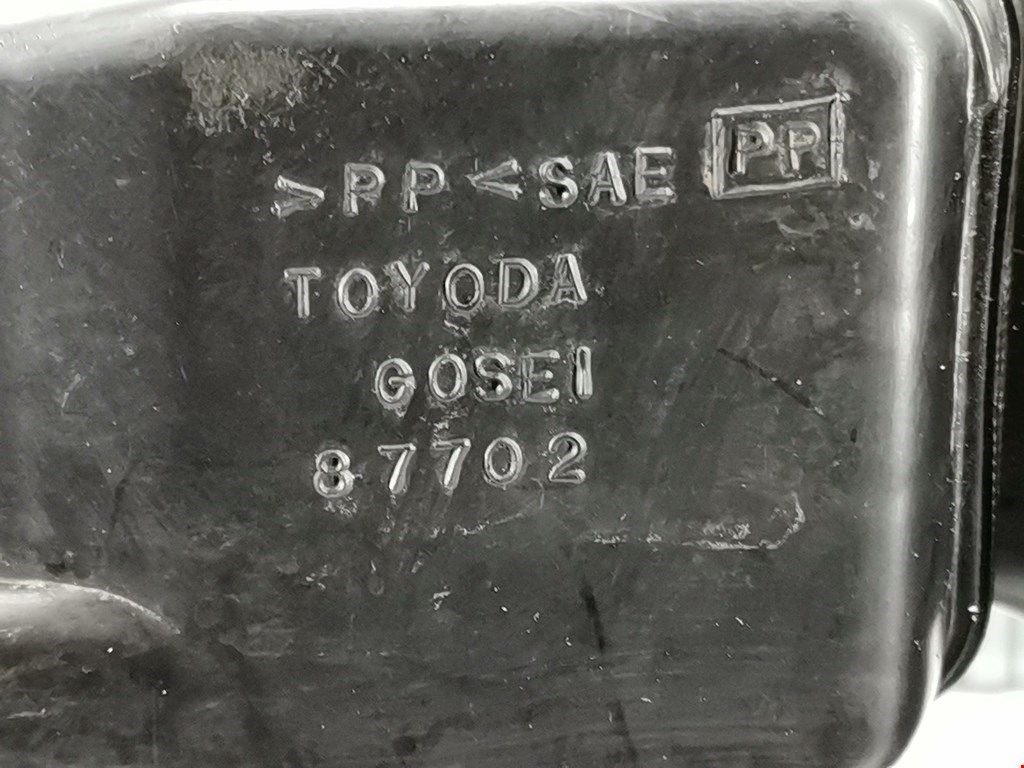 >PP< SAE PP
TOYODA
GOSEI
87702